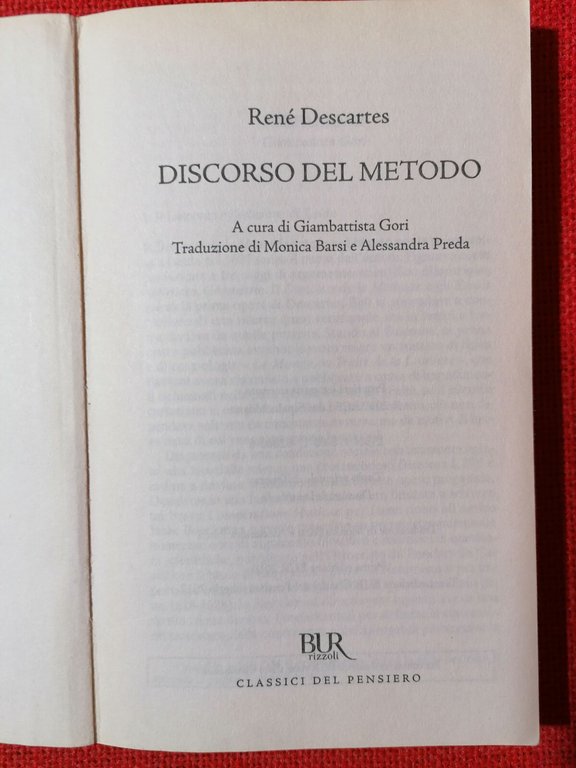 René Descartes
DISCORSO DEL METODO
A cura di Giambattista Gori
Traduzione di Monica Barsi e Alessandra Preda
BUR
rizzoli
CLASSICI DEL PENSIERO